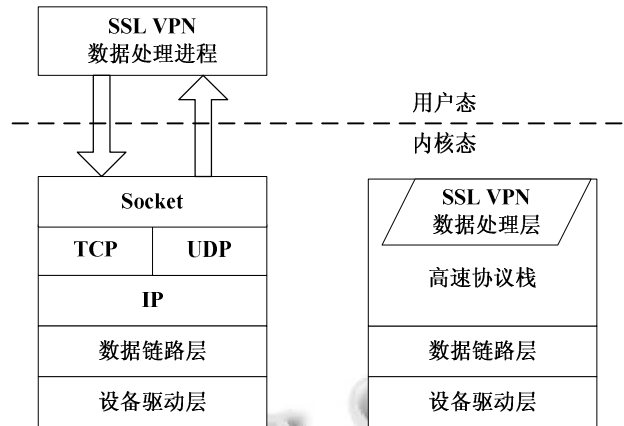 SSL VPN
数据处理进程
用户态
内核态
Socket
TCP
UDP
IP
数据链路层
设备驱动层
SSL VPN
数据处理层
高速协议栈
数据链路层
设备驱动层